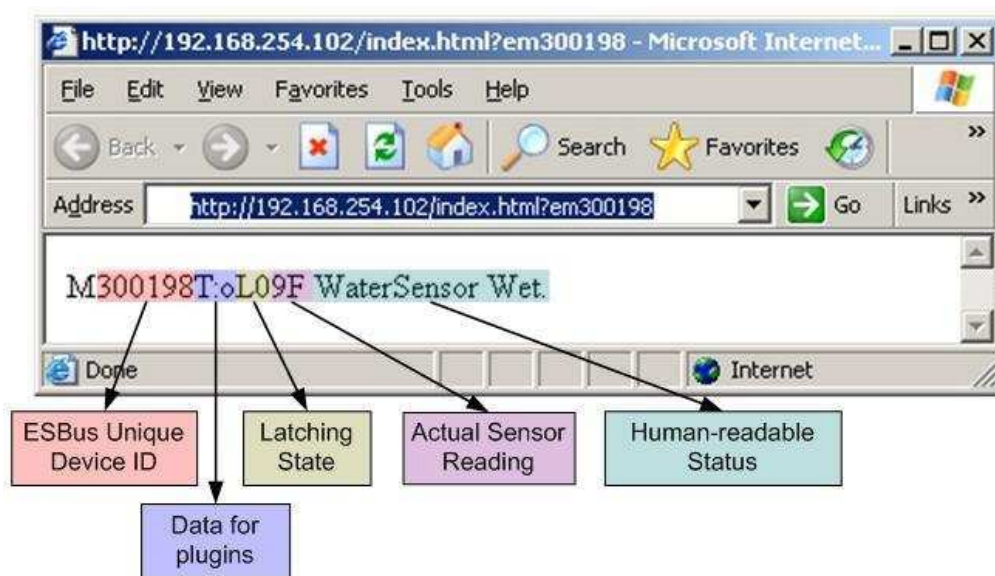 http://192.168.254.102/index.html?em300198 - Microsoft Internet...
File Edit View Favorites Tools Help
Back Search Favorites »
Address http://192.168.254.102/index.html?em300198 Go Links »
M300198T:oL09F WaterSensor Wet.
Done Internet
ESBus Unique Device ID
Latching State
Actual Sensor Reading
Human-readable Status
Data for plugins